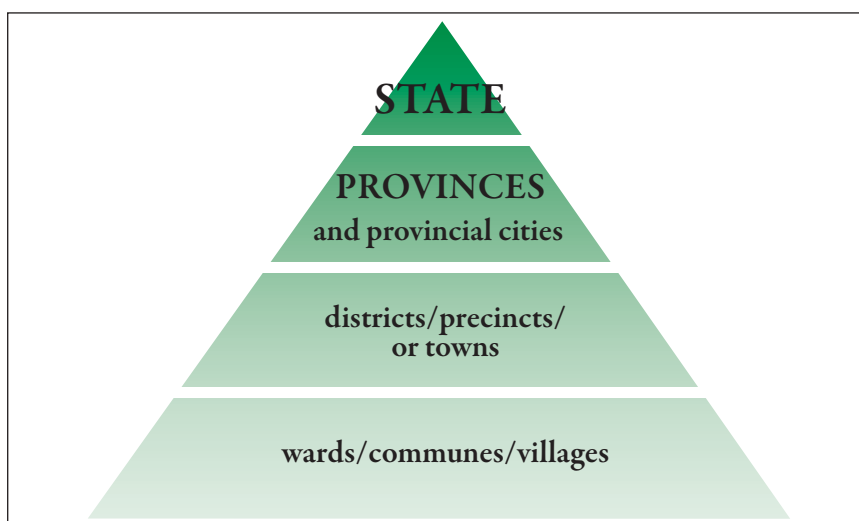 STATE
PROVINCES
and provincial cities
districts/precincts/
or towns
wards/communes/villages